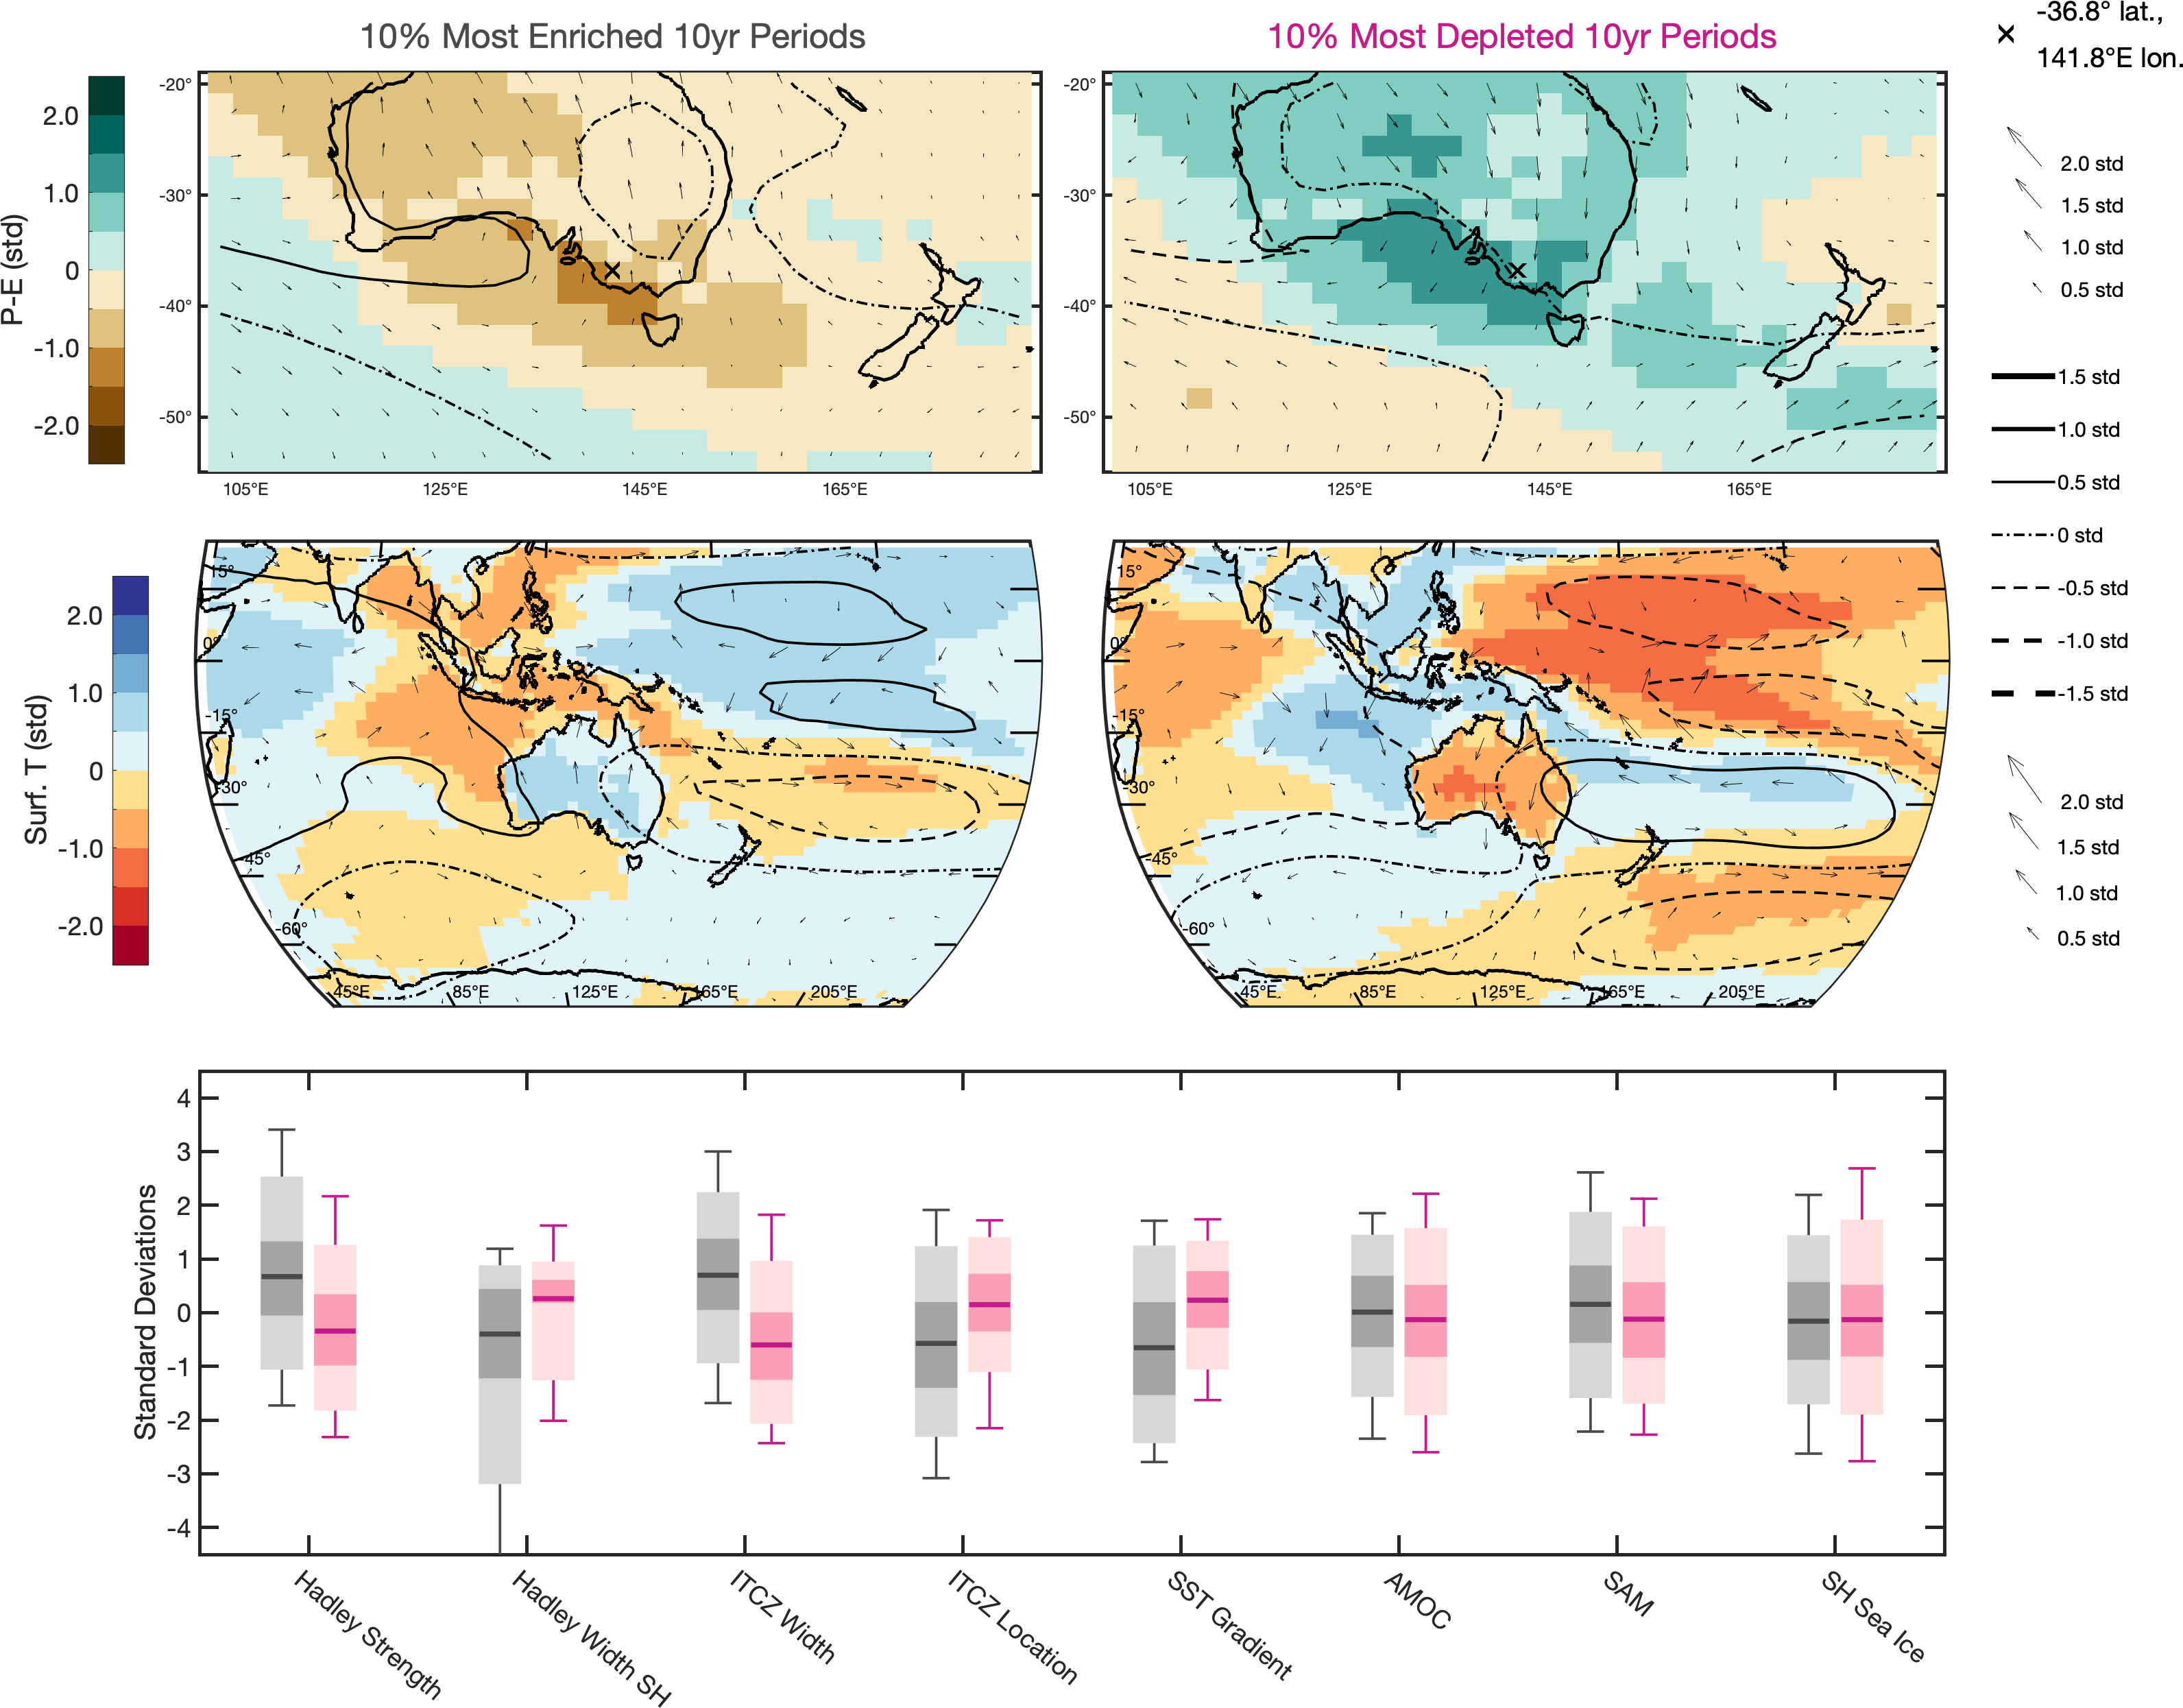 10% Most Enriched 10yr Periods
10% Most Depleted 10yr Periods
-36.8° lat.,
141.8°E lon.
P-E (std)
2.0
1.0
0
-1.0
-2.0
-20°
-30°
-40°
-50°
105°E 125°E 145°E 165°E
-20°
-30°
-40°
-50°
105°E 125°E 145°E 165°E
2.0 std
1.5 std
1.0 std
0.5 std
1.5 std
1.0 std
0.5 std
0 std
-0.5 std
-1.0 std
-1.5 std
2.0 std
1.5 std
1.0 std
0.5 std
Surf. T (std)
2.0
1.0
0
-1.0
-2.0
15°
0°
-15°
-30°
-45°
-60°
45°E 85°E 125°E 165°E 205°E
15°
0°
-15°
-30°
-45°
-60°
45°E 85°E 125°E 165°E 205°E
Standard Deviations
4
3
2
1
0
-1
-2
-3
-4
Hadley Strength
Hadley Width SH
ITCZ Width
ITCZ Location
SST Gradient
AMOC
SAM
SH Sea Ice